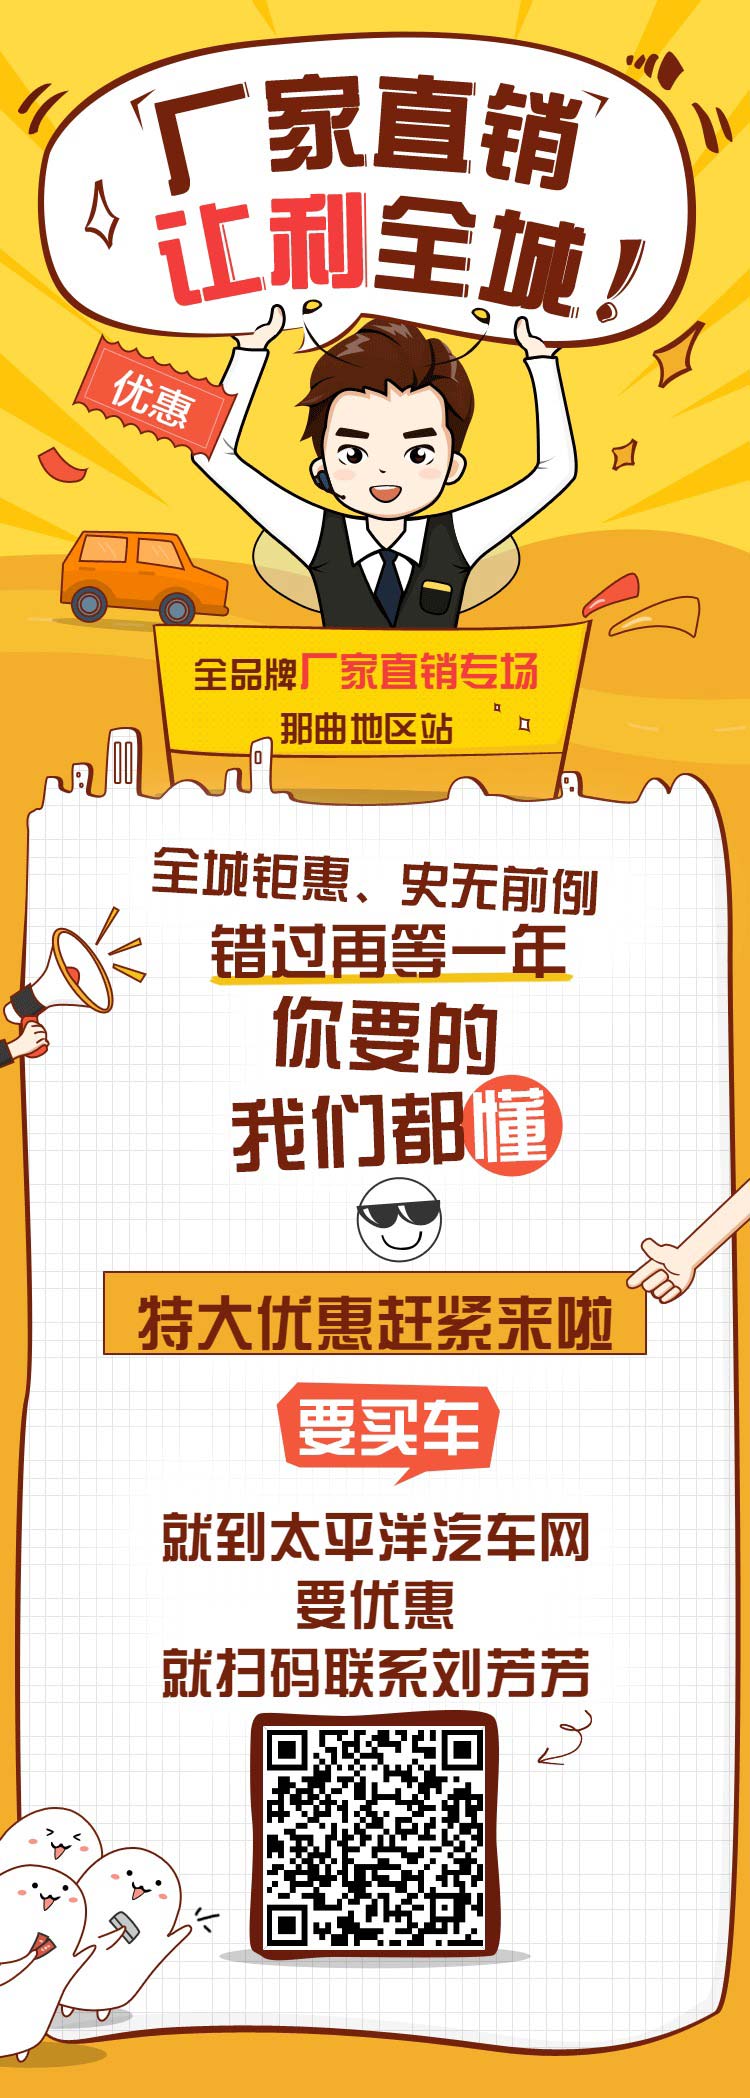 厂家直销
让利全城！
优惠
全品牌厂家直销专场
那曲地区站
全城钜惠、史无前例
错过再等一年
你要的
我们都懂
特大优惠赶紧来啦
要买车
就到太平洋汽车网
要优惠
就扫码联系刘芳芳